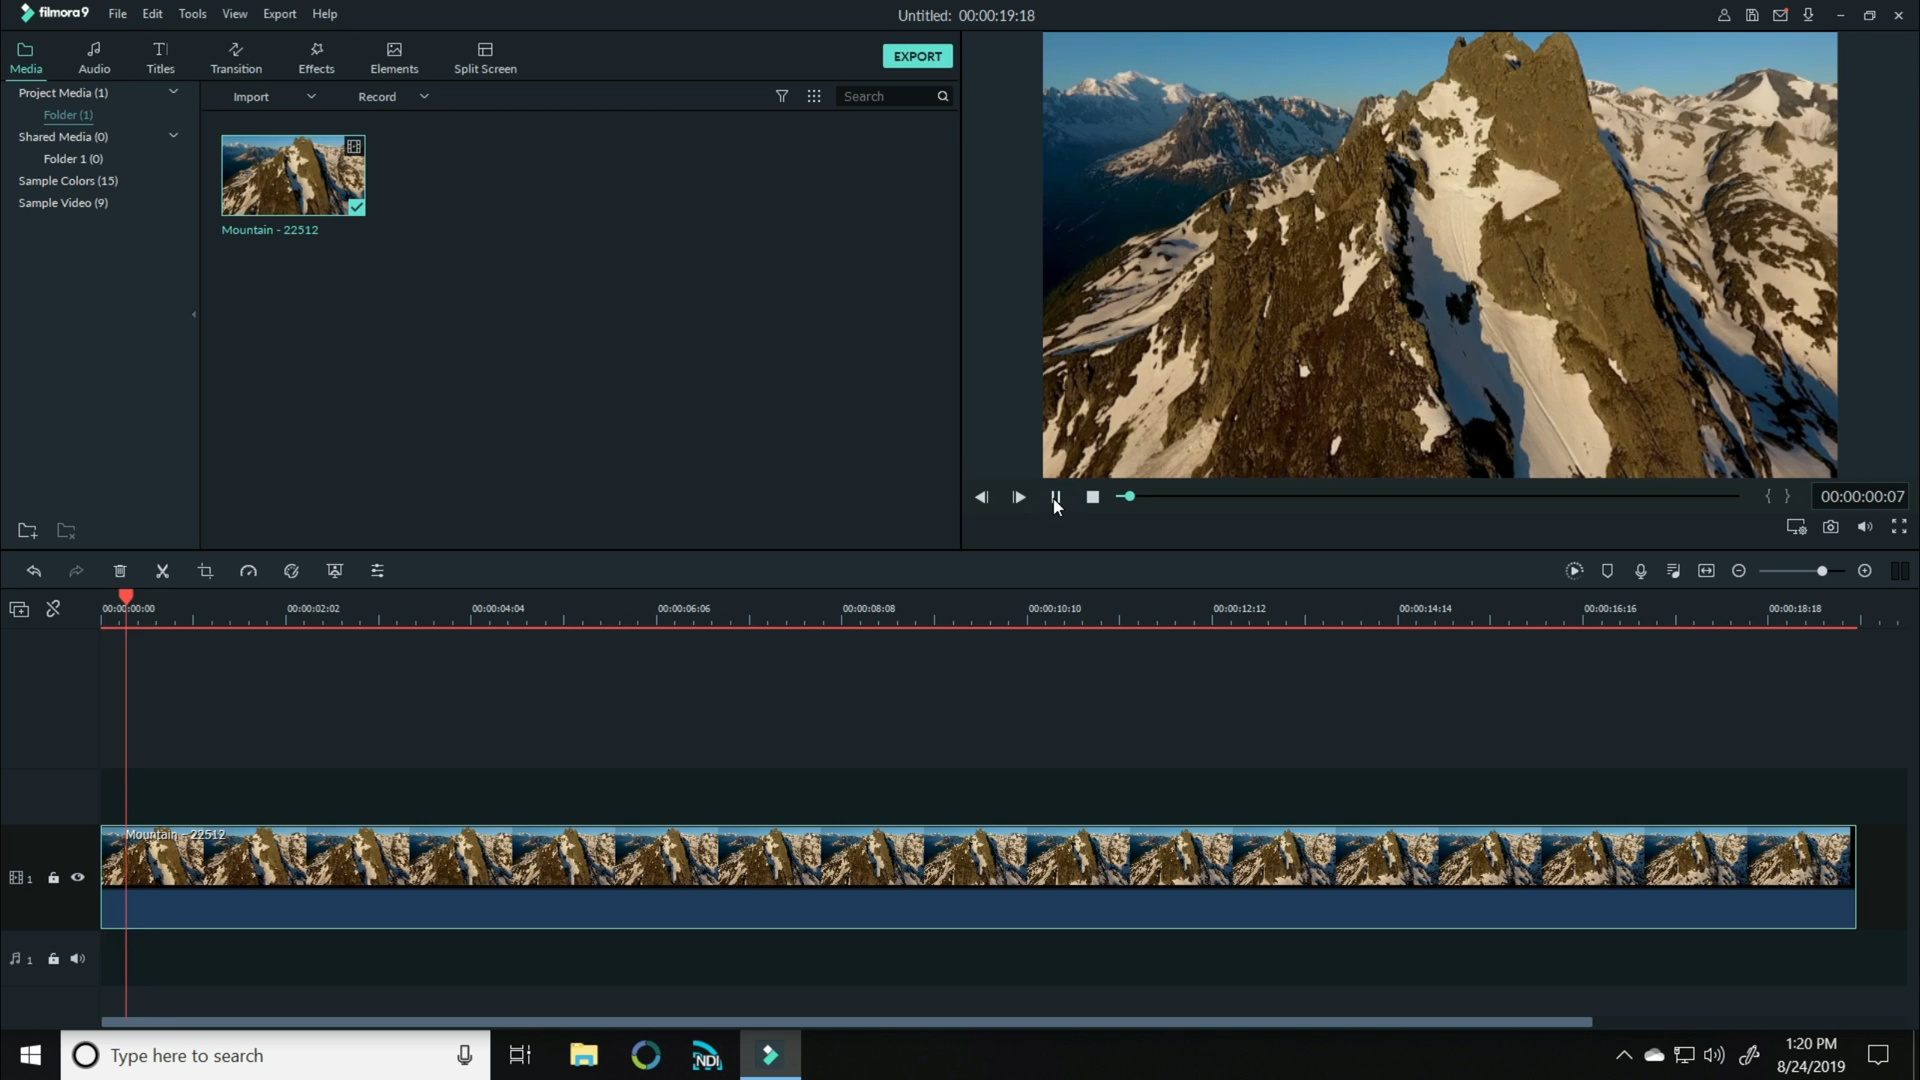 filmora9 File Edit Tools View Export Help Untitled: 00:00:19:18
Media Audio Titles Transition Effects Elements Split Screen EXPORT
Project Media (1) Import Record Search
Folder (1)
Shared Media (0)
Folder 1 (0)
Sample Colors (15)
Sample Video (9)
Mountain - 22512
00:00:00:07
00:00:00:00 00:00:02:02 00:00:04:04 00:00:06:06 00:00:08:08 00:00:10:10 00:00:12:12 00:00:14:14 00:00:16:16 00:00:18:18
Mountain - 22512
1
1
Type here to search NDI 1:20 PM
8/24/2019